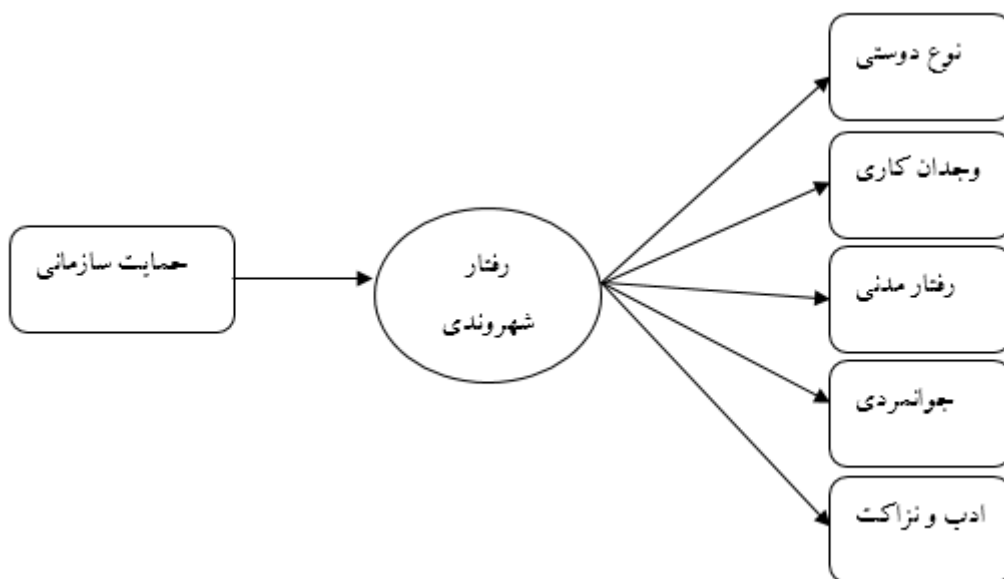 نوع دوستی
وجدان کاری
حمایت سازمانی
رفتار
شهروندی
رفتار مدنی
جوانمردی
ادب و نزاکت